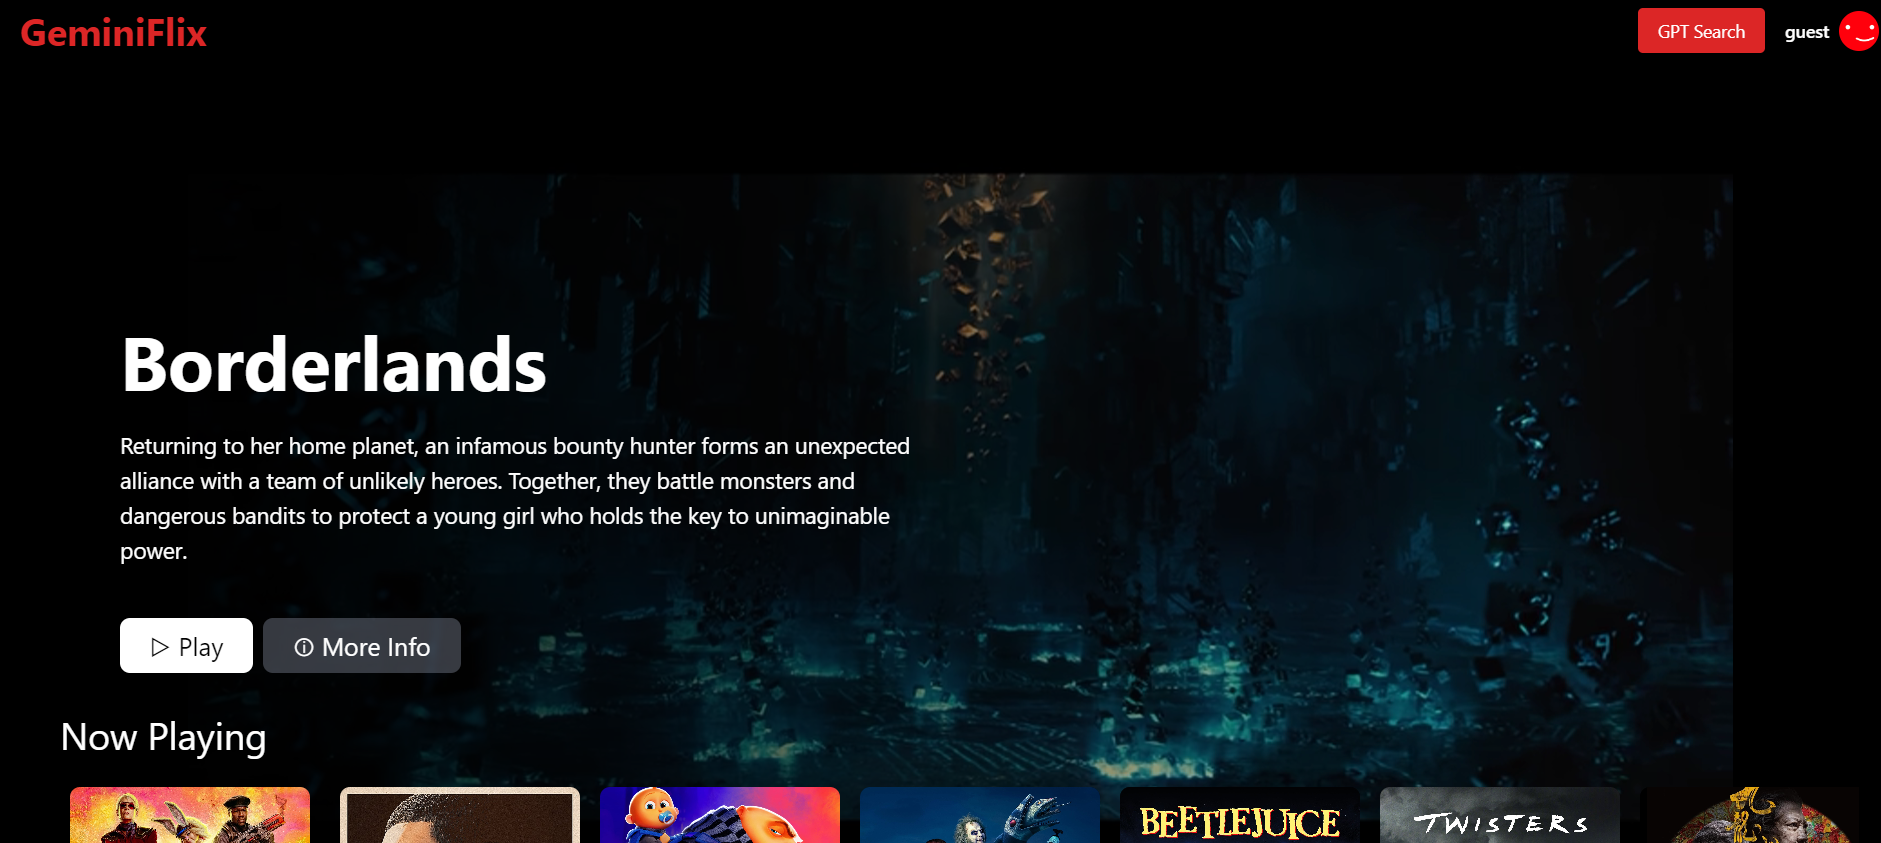 GeminiFlix
GPT Search
guest
Borderlands
Returning to her home planet, an infamous bounty hunter forms an unexpected
alliance with a team of unlikely heroes. Together, they battle monsters and
dangerous bandits to protect a young girl who holds the key to unimaginable
power.
Play
More Info
Now Playing
BEETLEJUICE
TWISTERS